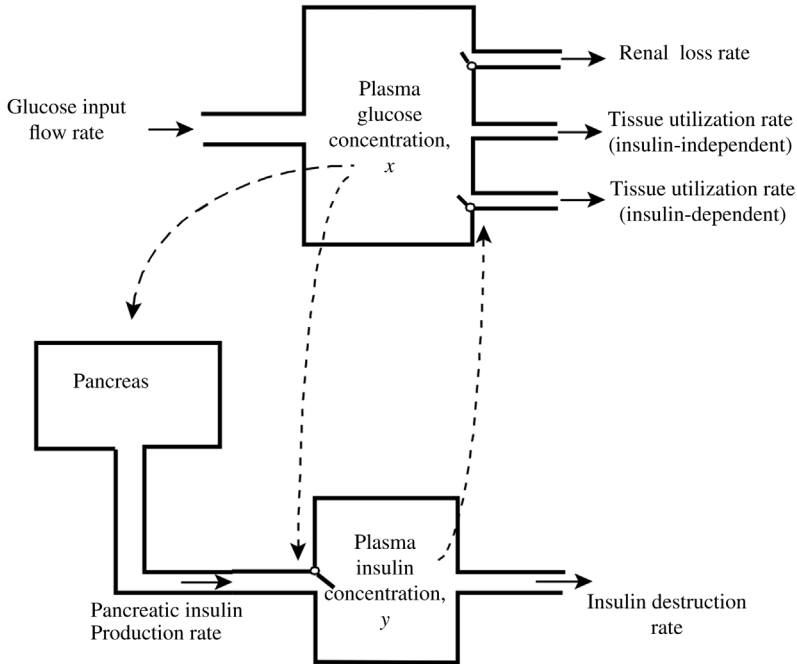 Renal loss rate
Plasma
glucose
concentration,
x
Glucose input
flow rate
Tissue utilization rate
(insulin-independent)
Tissue utilization rate
(insulin-dependent)
Pancreas
Plasma
insulin
concentration,
y
Pancreatic insulin
Production rate
Insulin destruction
rate